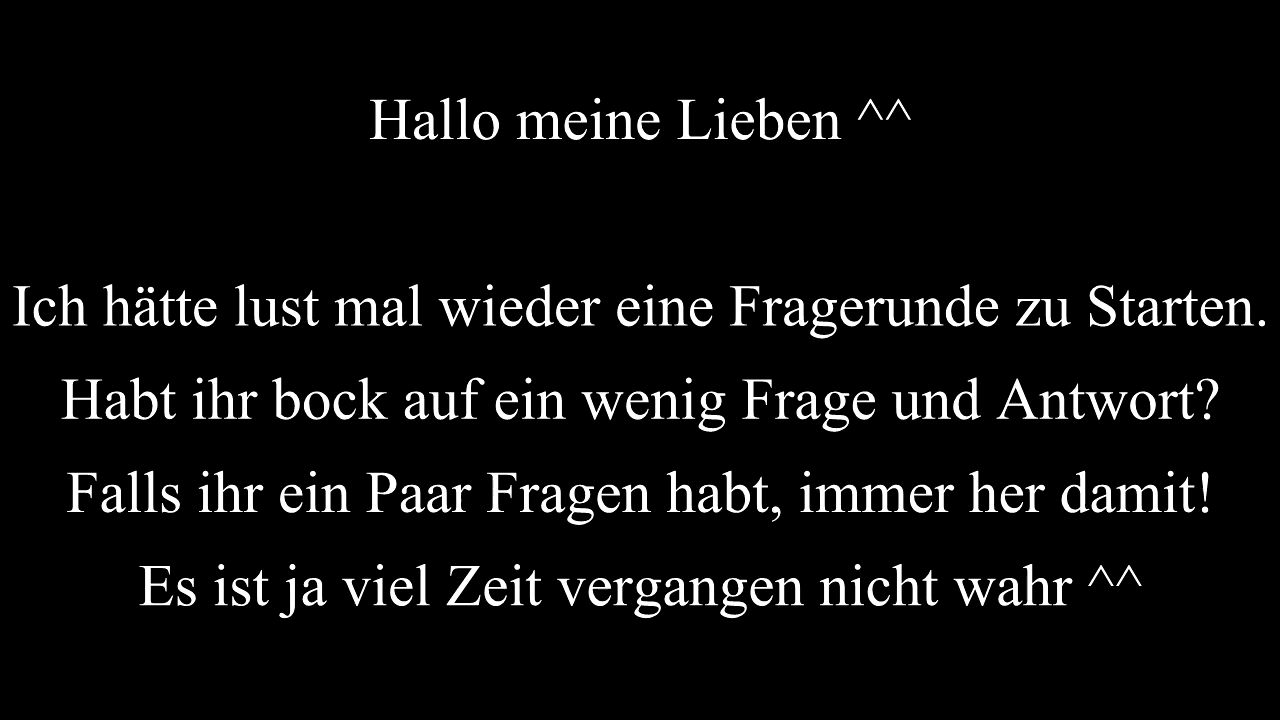 Hallo meine Lieben ^^
Ich hätte lust mal wieder eine Fragerunde zu Starten.
Habt ihr bock auf ein wenig Frage und Antwort?
Falls ihr ein Paar Fragen habt, immer her damit!
Es ist ja viel Zeit vergangen nicht wahr ^^